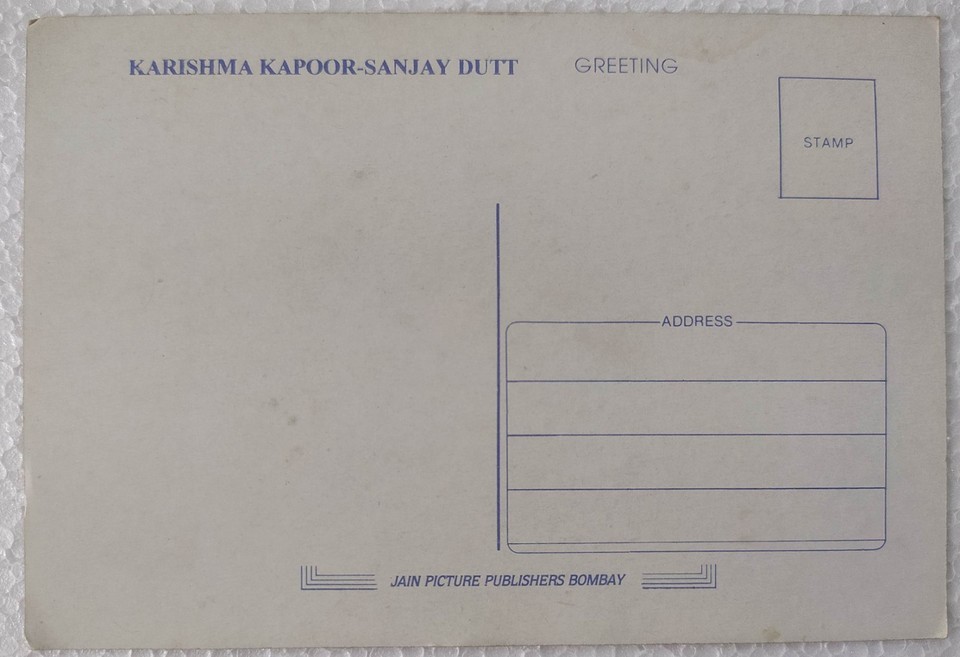 KARISHMA KAPOOR-SANJAY DUTT GREETING
STAMP
ADDRESS
JAIN PICTURE PUBLISHERS BOMBAY